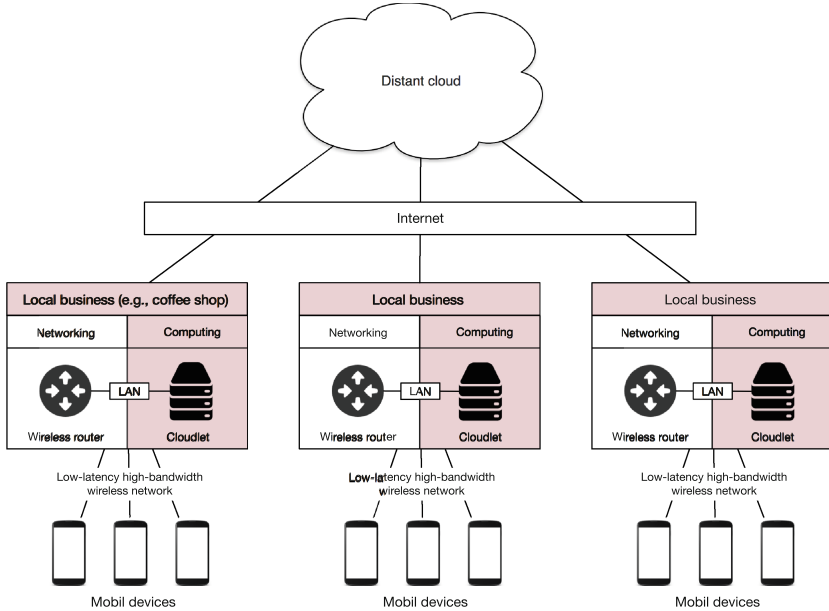 Distant cloud
Internet
Local business (e.g., coffee shop)
Networking
Computing
LAN
Wireless router
Cloudlet
Low-latency high-bandwidth
wireless network
Mobil devices
Local business
Networking
Computing
LAN
Wireless router
Cloudlet
Low-latency high-bandwidth
wireless network
Mobil devices
Local business
Networking
Computing
LAN
Wireless router
Cloudlet
Low-latency high-bandwidth
wireless network
Mobil devices